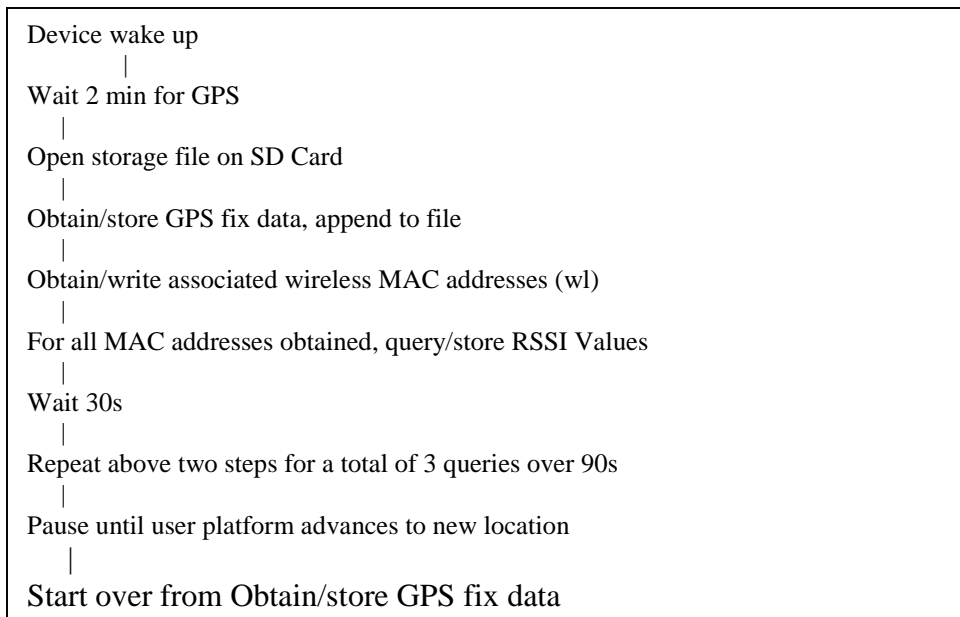 Device wake up
|
Wait 2 min for GPS
|
Open storage file on SD Card
|
Obtain/store GPS fix data, append to file
|
Obtain/write associated wireless MAC addresses (wl)
|
For all MAC addresses obtained, query/store RSSI Values
|
Wait 30s
|
Repeat above two steps for a total of 3 queries over 90s
|
Pause until user platform advances to new location
|
Start over from Obtain/store GPS fix data